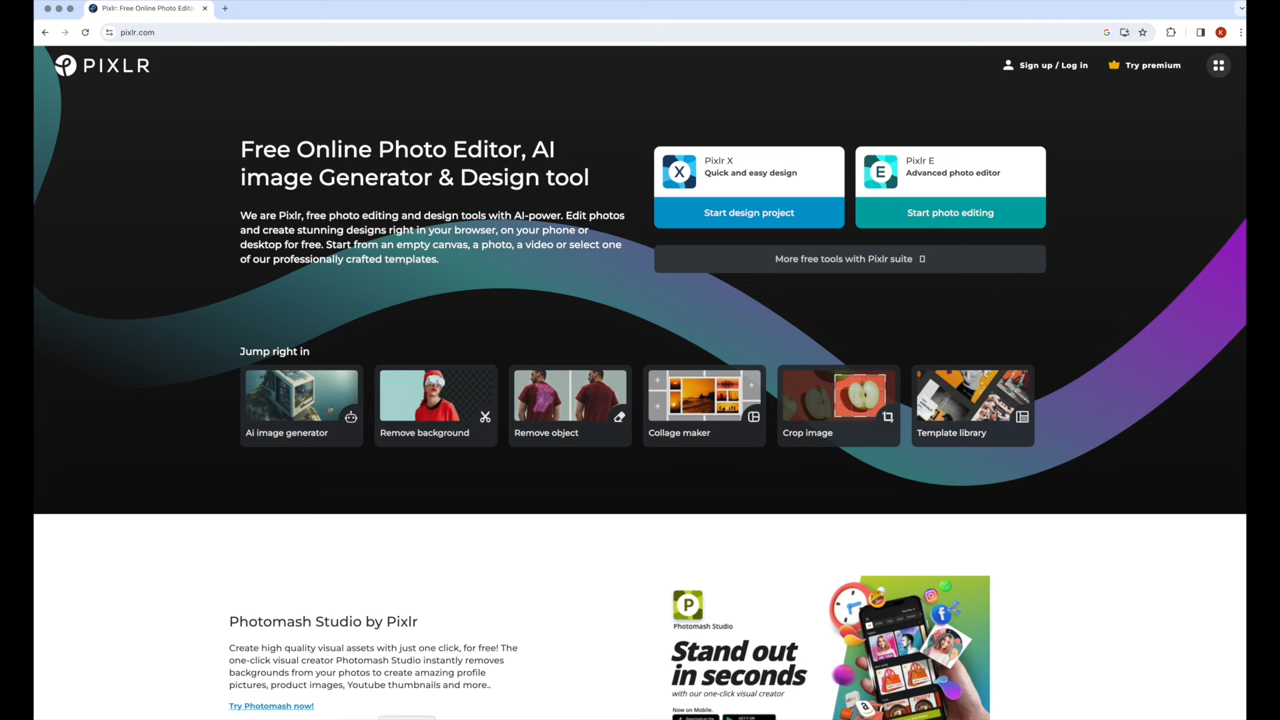 Pixlr: Free Online Photo Edito
pixlr.com
K
PIXLR
Sign up / Log in
Try premium
Free Online Photo Editor, AI
image Generator & Design tool
We are Pixlr, free photo editing and design tools with AI-power. Edit photos
and create stunning designs right in your browser, on your phone or
desktop for free. Start from an empty canvas, a photo, a video or select one
of our professionally crafted templates.
X
Pixlr X
Quick and easy design
Start design project
E
Pixlr E
Advanced photo editor
Start photo editing
More free tools with Pixlr suite
Jump right in
Ai image generator
Remove background
Remove object
Collage maker
Crop image
Template library
Photomash Studio by Pixlr
Create high quality visual assets with just one click, for free! The
one-click visual creator Photomash Studio instantly removes
backgrounds from your photos to create amazing profile
pictures, product images, Youtube thumbnails and more..
Try Photomash now!
P
Photomash Studio
Stand out
in seconds
with our one-click visual creator
Now on Mobile.